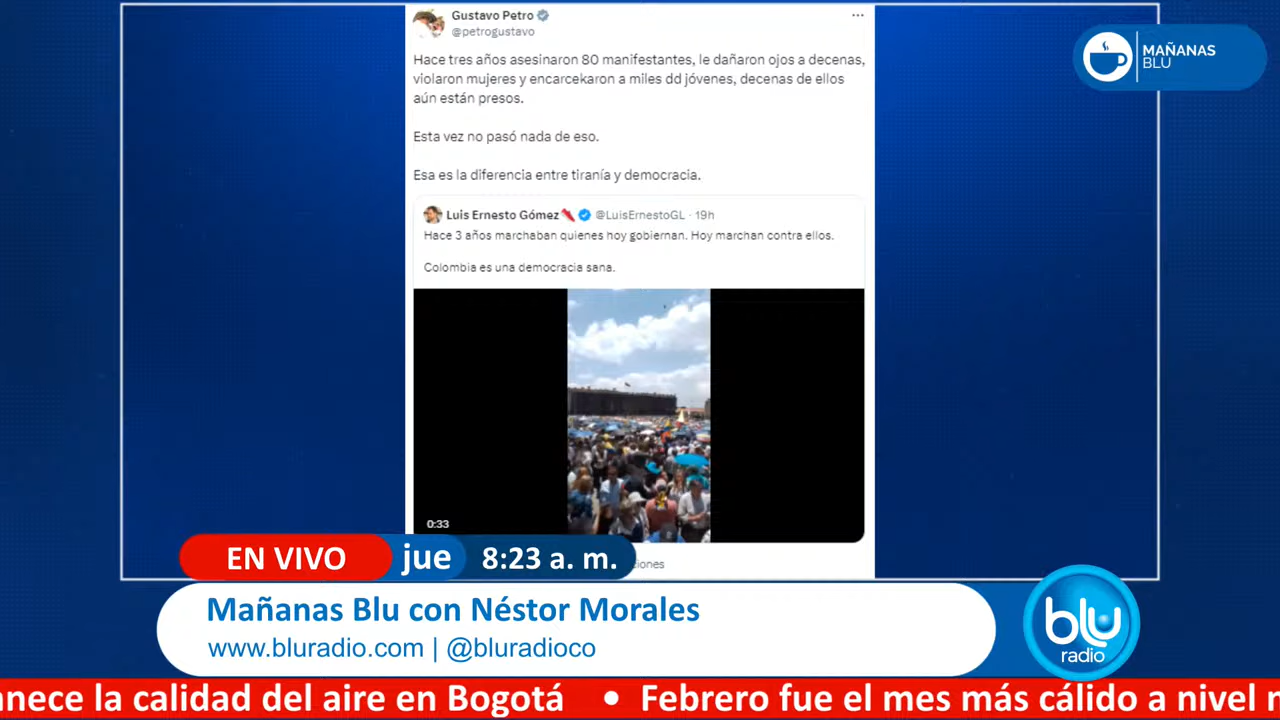 Gustavo Petro
@petrogustavo
Hace tres años asesinaron 80 manifestantes, le dañaron ojos a decenas,
violaron mujeres y encarcekaron a miles dd jóvenes, decenas de ellos
aún están presos.
Esta vez no pasó nada de eso.
Esa es la diferencia entre tiranía y democracia.
Luis Ernesto Gómez @LuisErnestoGL · 19h
Hace 3 años marchaban quienes hoy gobiernan. Hoy marchan contra ellos.
Colombia es una democracia sana.
0:33
MAÑANAS
BLU
EN VIVO jue 8:23 a. m.
Mañanas Blu con Néstor Morales
www.bluradio.com | @bluradioco
blu
radio
la calidad del aire en Bogotá • Febrero fue el mes más cálido a nivel